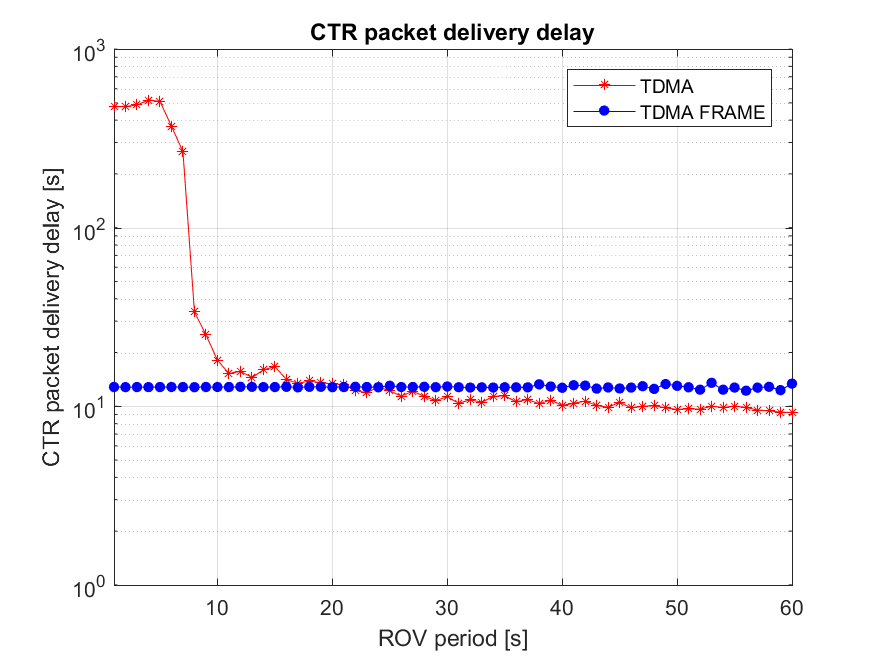 CTR packet delivery delay
10^3
10^2
10^1
10^0
CTR packet delivery delay [s]
TDMA
TDMA FRAME
10 20 30 40 50 60
ROV period [s]